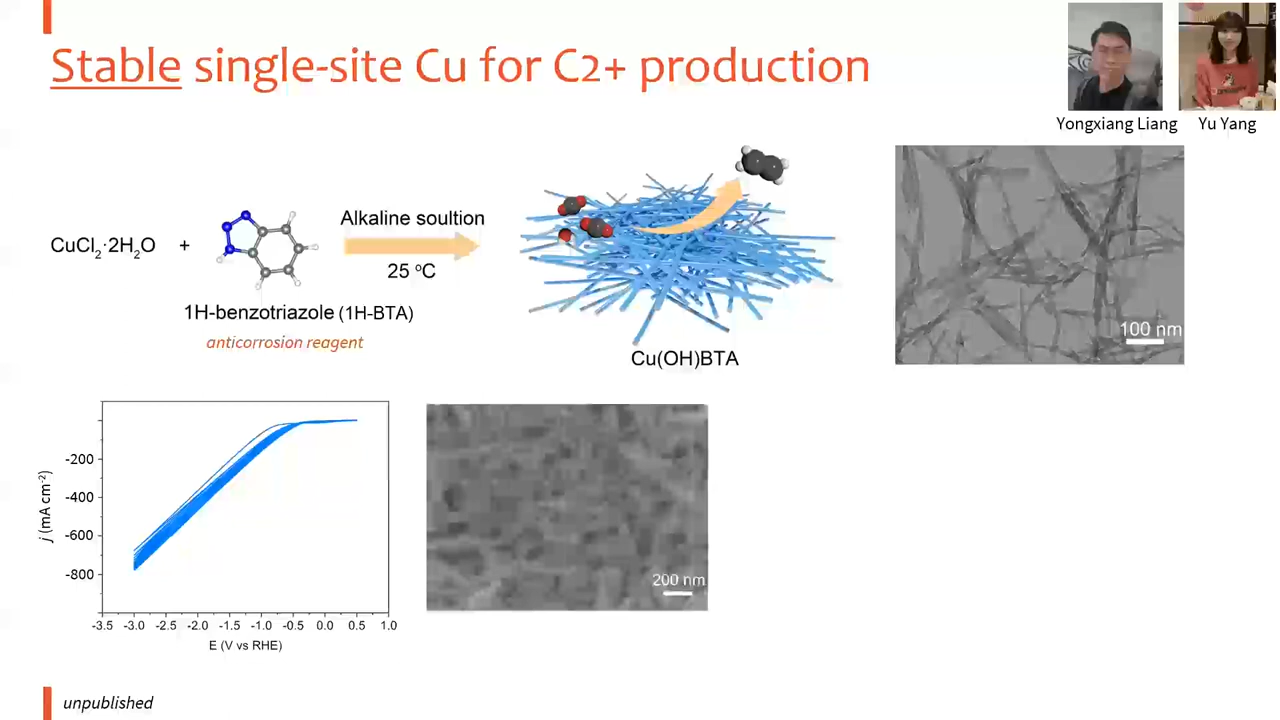 Stable single-site Cu for C2+ production
Yongxiang Liang
Yu Yang
CuCl2·2H2O
+
Alkaline soultion
25 oC
1H-benzotriazole (1H-BTA)
anticorrosion reagent
Cu(OH)BTA
100 nm
-200
-400
-600
-800
j (mA cm-2)
-3.5 -3.0 -2.5 -2.0 -1.5 -1.0 -0.5 0.0 0.5 1.0
E (V vs RHE)
200 nm
unpublished